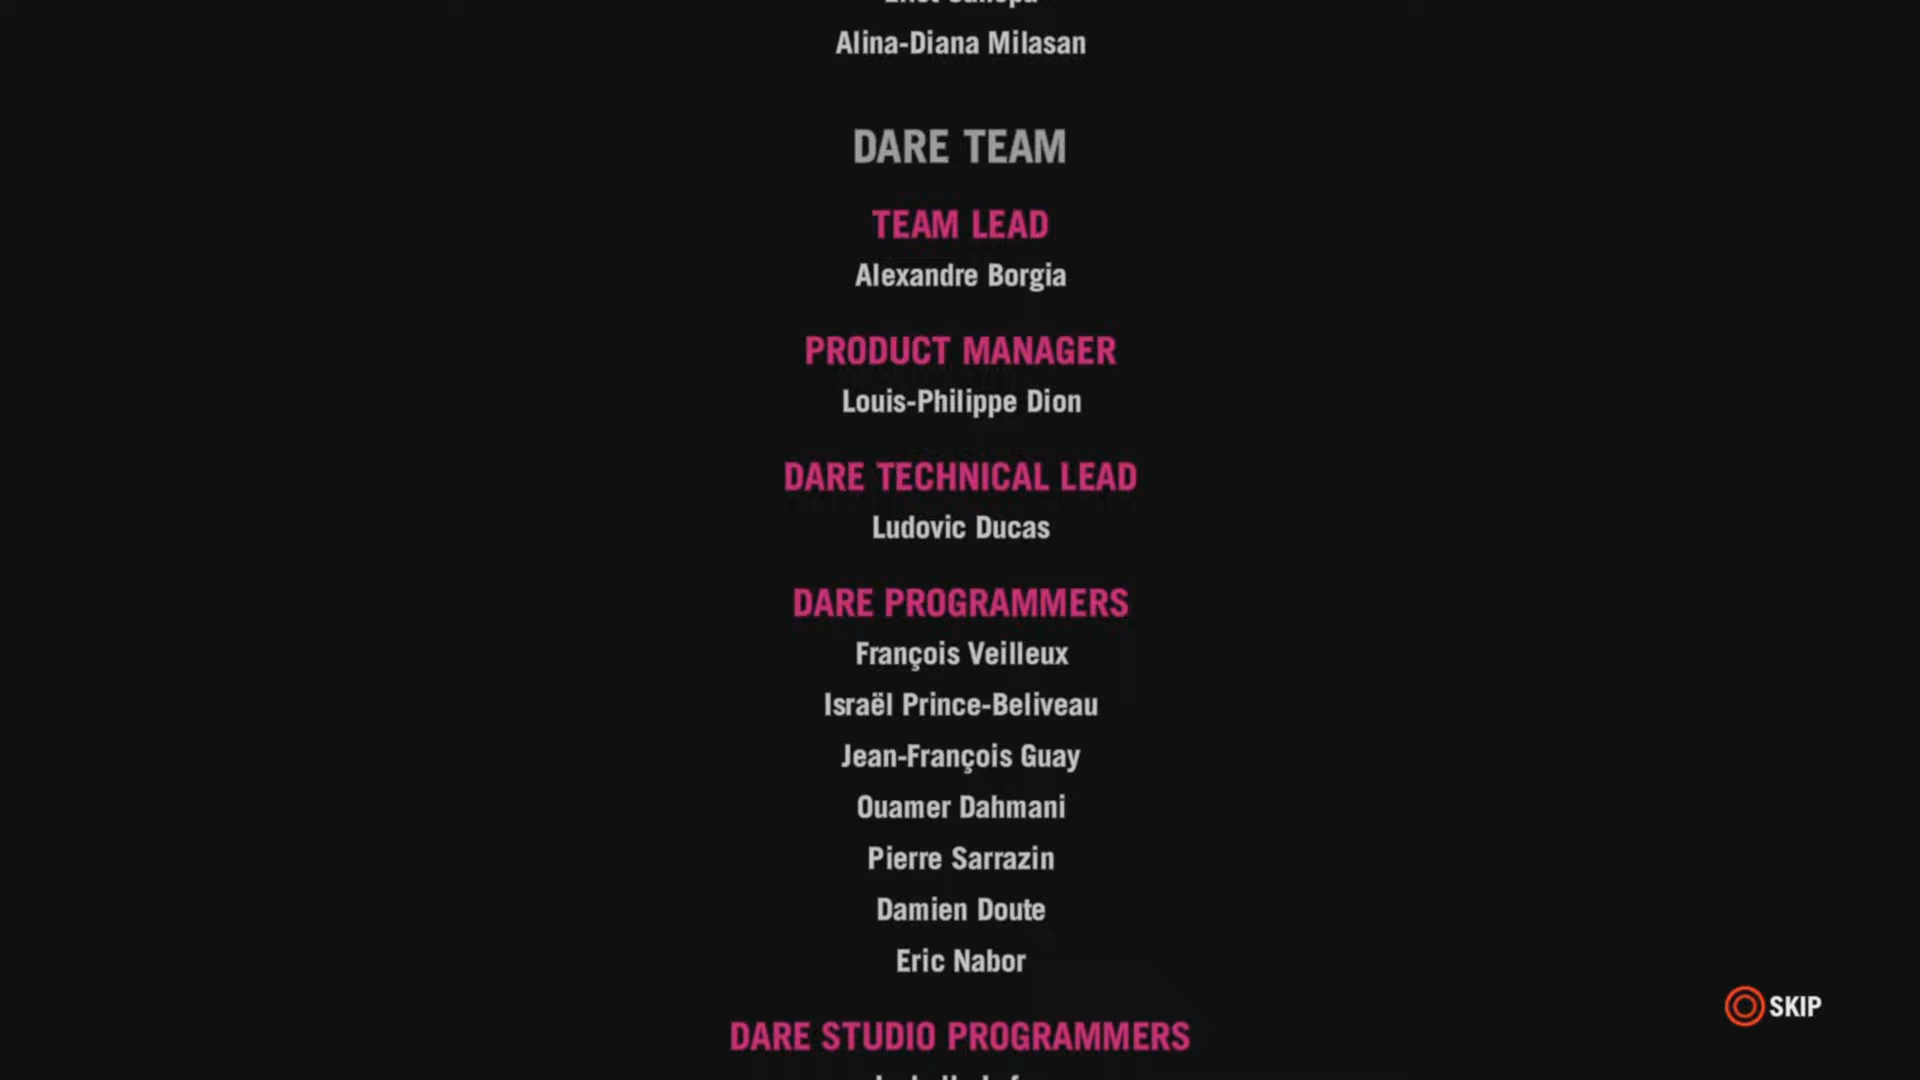 Alina-Diana Milasan
DARE TEAM
TEAM LEAD
Alexandre Borgia
PRODUCT MANAGER
Louis-Philippe Dion
DARE TECHNICAL LEAD
Ludovic Ducas
DARE PROGRAMMERS
François Veilleux
Israël Prince-Beliveau
Jean-François Guay
Ouamer Dahmani
Pierre Sarrazin
Damien Doute
Eric Nabor
SKIP
DARE STUDIO PROGRAMMERS